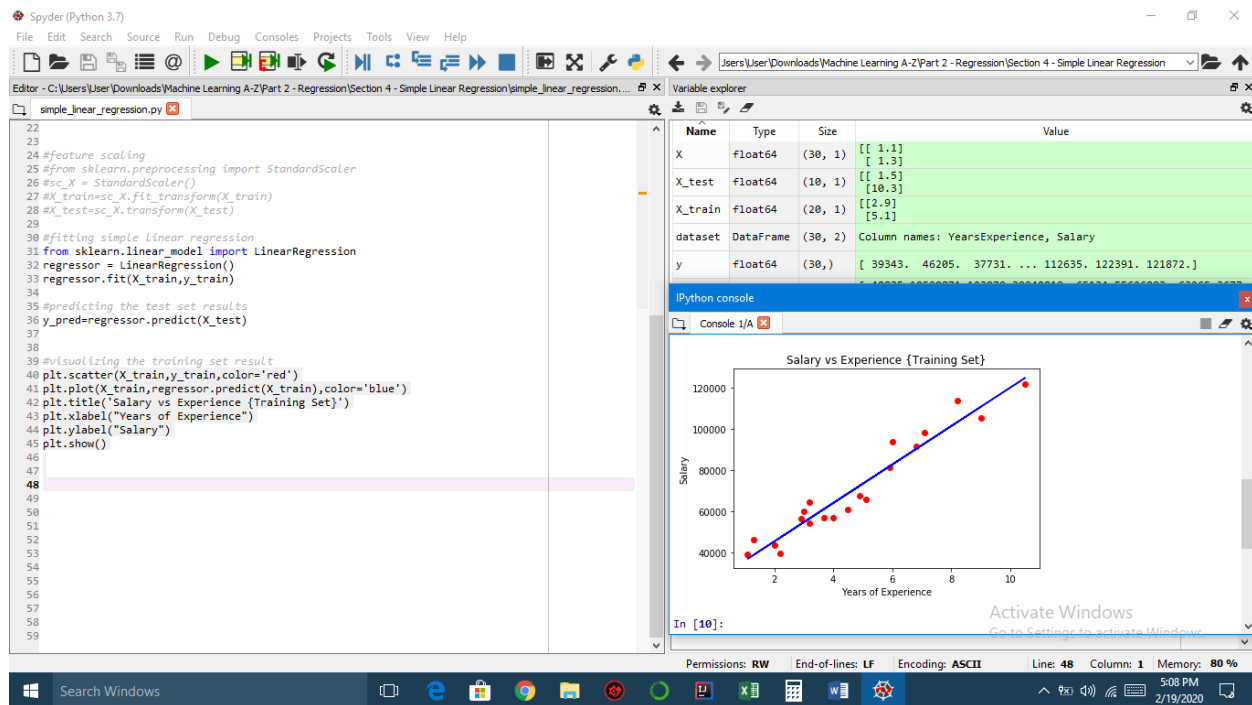 Spyder (Python 3.7)
File Edit Search Source Run Debug Consoles Projects Tools View Help
Jsers\User\Downloads\Machine Learning A-Z\Part 2 - Regression\Section 4 - Simple Linear Regression
Editor - C:\Users\User\Downloads\Machine Learning A-Z\Part 2 - Regression\Section 4 - Simple Linear Regression\simple_linear_regression....
simple_linear_regression.py
22
23
24 #feature scaling
25 #from sklearn.preprocessing import StandardScaler
26 #sc_X = StandardScaler()
27 #X_train=sc_X.fit_transform(X_train)
28 #X_test=sc_X.transform(X_test)
29
30 #fitting simple linear regression
31 from sklearn.linear_model import LinearRegression
32 regressor = LinearRegression()
33 regressor.fit(X_train,y_train)
34
35 #predicting the test set results
36 y_pred=regressor.predict(X_test)
37
38
39 #visualizing the training set result
40 plt.scatter(X_train,y_train,color='red')
41 plt.plot(X_train,regressor.predict(X_train),color='blue')
42 plt.title('Salary vs Experience {Training Set}')
43 plt.xlabel("Years of Experience")
44 plt.ylabel("Salary")
45 plt.show()
46
47
48
49
50
51
52
53
54
55
56
57
58
59
Variable explorer
Name Type Size Value
X float64 (30, 1) [[ 1.1]
[ 1.3]
X_test float64 (10, 1) [[ 1.5]
[10.3]
X_train float64 (20, 1) [[2.9]
[5.1]
dataset DataFrame (30, 2) Column names: YearsExperience, Salary
y float64 (30,) [ 39343. 46205. 37731. ... 112635. 122391. 121872.]
IPython console
Console 1/A
Salary vs Experience {Training Set}
120000
100000
80000
60000
40000
Salary
2 4 6 8 10
Years of Experience
In [10]:
Activate Windows
Go to Settings to activate Windows.
Permissions: RW End-of-lines: LF Encoding: ASCII Line: 48 Column: 1 Memory: 80 %
Search Windows
5:08 PM
2/19/2020